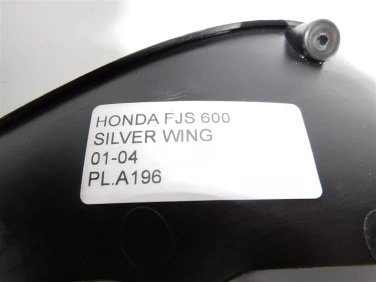 HONDA FJS 600
SILVER WING
01-04
PL.A196